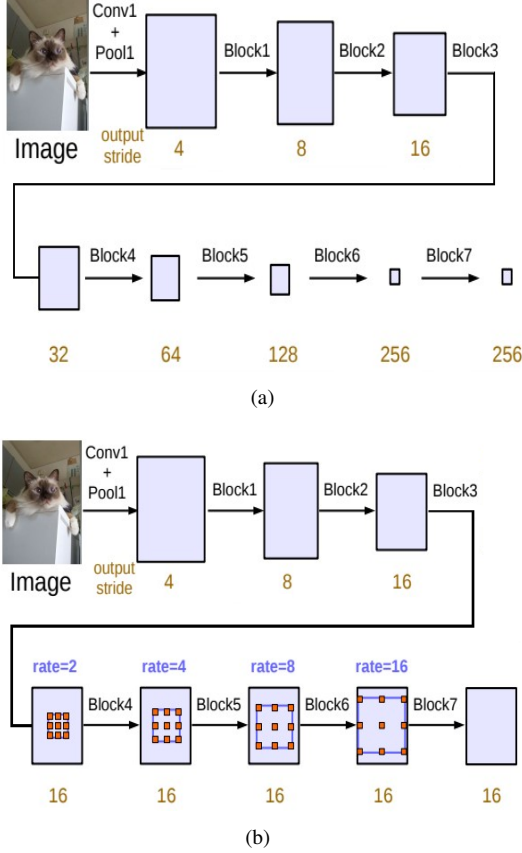 Conv1
+
Pool1
Block1
Block2
Block3
Image
output
stride
4
8
16
Block4
Block5
Block6
Block7
32
64
128
256
256
(a)
Conv1
+
Pool1
Block1
Block2
Block3
Image
output
stride
4
8
16
rate=2
rate=4
rate=8
rate=16
Block4
Block5
Block6
Block7
16
16
16
16
16
(b)